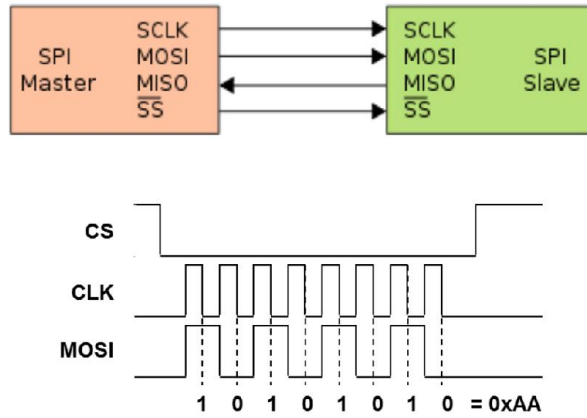 SCLK
MOSI
MISO
SS
SPI
Master
SCLK
MOSI
MISO
SS
SPI
Slave
CS
CLK
MOSI
1 0 1 0 1 0 1 0 = 0xAA